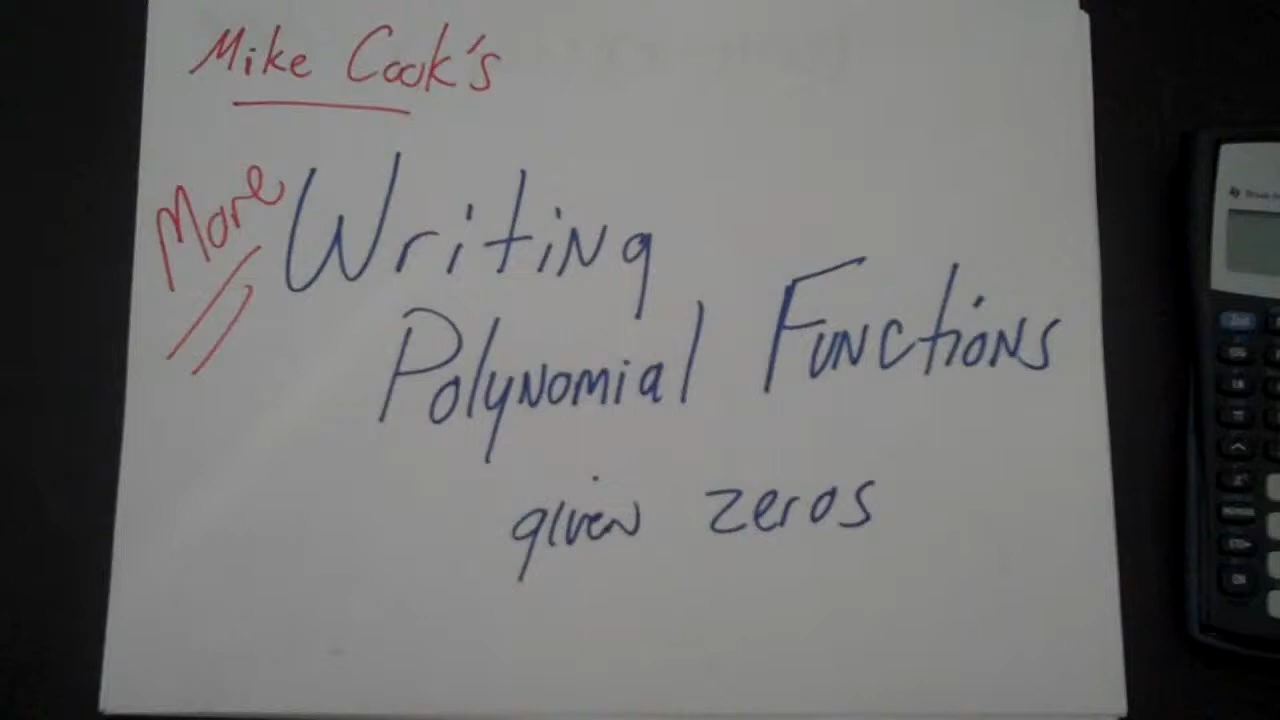 Mike Cook's
More Writing
Polynomial Functions
given zeros